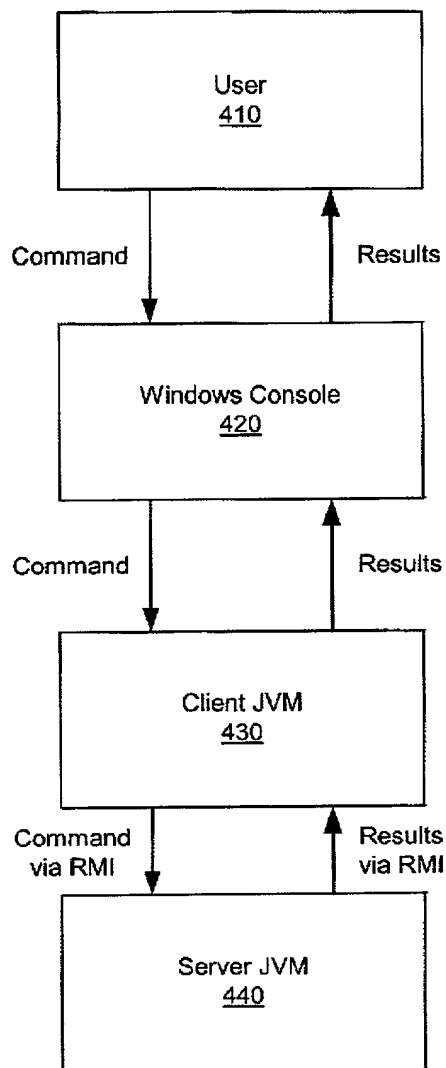 User
410
Command
Results
Windows Console
420
Command
Results
Client JVM
430
Command
via RMI
Results
via RMI
Server JVM
440